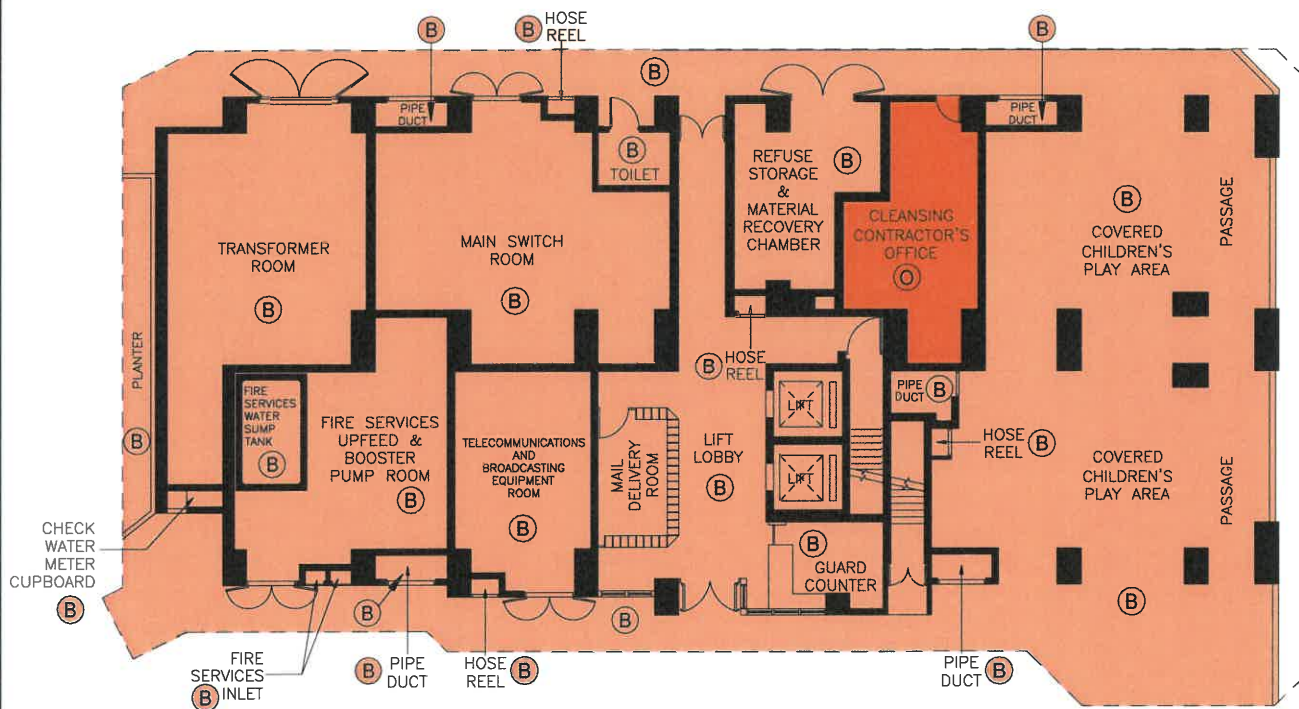 B
B
HOSE
REEL
B
B
PIPE
DUCT
PIPE
DUCT
B
TOILET
REFUSE
STORAGE
&
MATERIAL
RECOVERY
CHAMBER
B
CLEANSING
CONTRACTOR'S
OFFICE
O
B
COVERED
CHILDREN'S
PLAY AREA
PASSAGE
TRANSFORMER
ROOM
B
MAIN SWITCH
ROOM
B
PLANTER
B
B
HOSE
REEL
LIFT
LIFT
PIPE
DUCT
B
FIRE
SERVICES
WATER
SUMP
TANK
B
FIRE SERVICES
UPFEED &
BOOSTER
PUMP ROOM
B
TELECOMMUNICATIONS
AND
BROADCASTING
EQUIPMENT
ROOM
B
MAIL
DELIVERY
ROOM
LIFT
LOBBY
B
HOSE
REEL
B
COVERED
CHILDREN'S
PLAY AREA
PASSAGE
CHECK
WATER
METER
CUPBOARD
B
B
GUARD
COUNTER
B
B
B
FIRE
SERVICES
INLET
B
B
PIPE
DUCT
HOSE
REEL
B
PIPE
DUCT
B